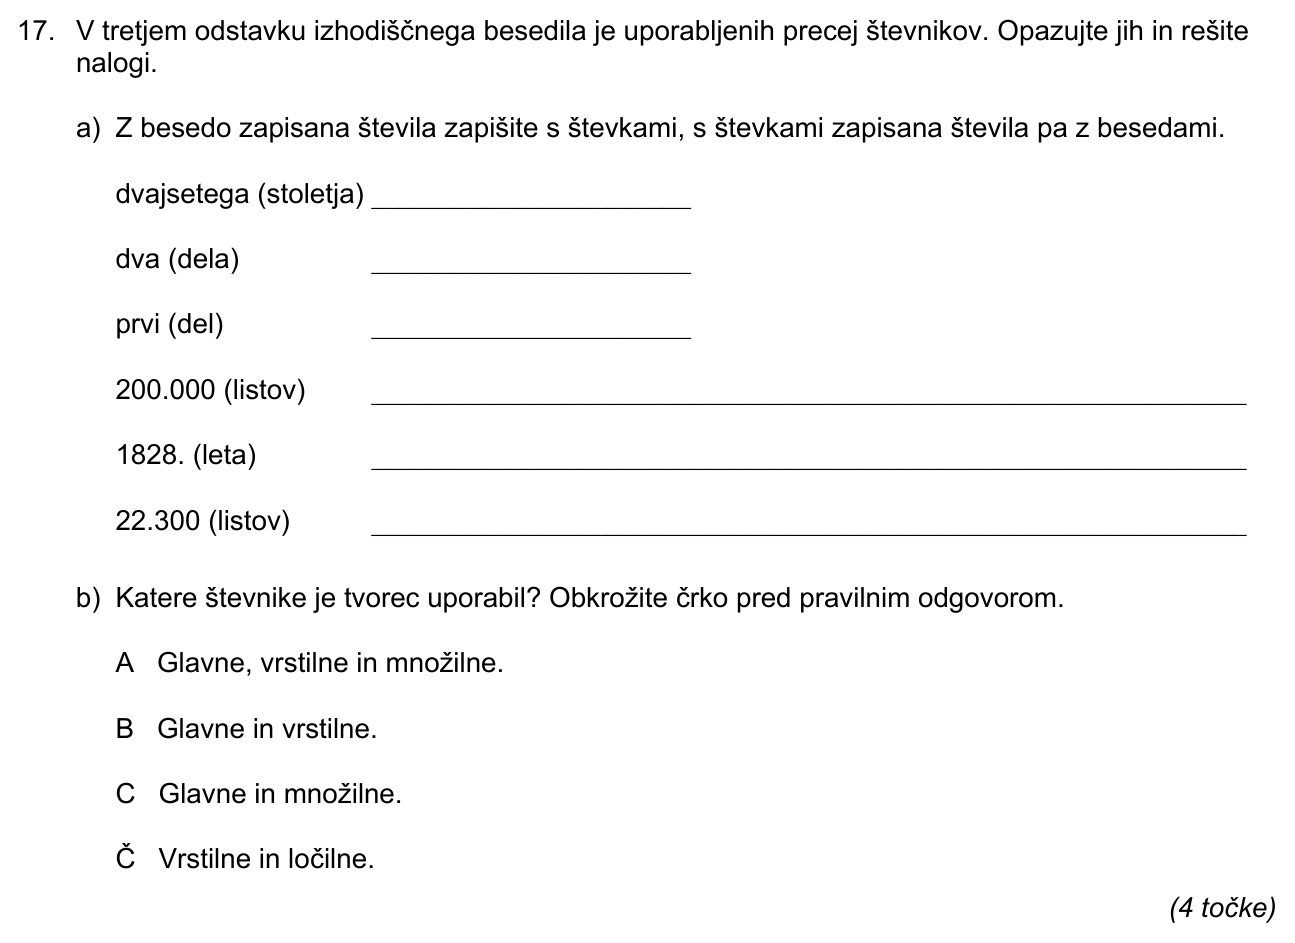 17. V tretjem odstavku izhodiščnega besedila je uporabljenih precej števnikov. Opazujte jih in rešite
nalogi.
a) Z besedo zapisana števila zapišite s števkami, s števkami zapisana števila pa z besedami.
dvajsetega (stoletja) ____________________
dva (dela) ____________________
prvi (del) ____________________
200.000 (listov) ____________________
1828. (leta) ____________________
22.300 (listov) ____________________
b) Katere števnike je tvorec uporabil? Obkrožite črko pred pravilnim odgovorom.
A Glavne, vrstilne in množilne.
B Glavne in vrstilne.
C Glavne in množilne.
Č Vrstilne in ločilne.
(4 točke)